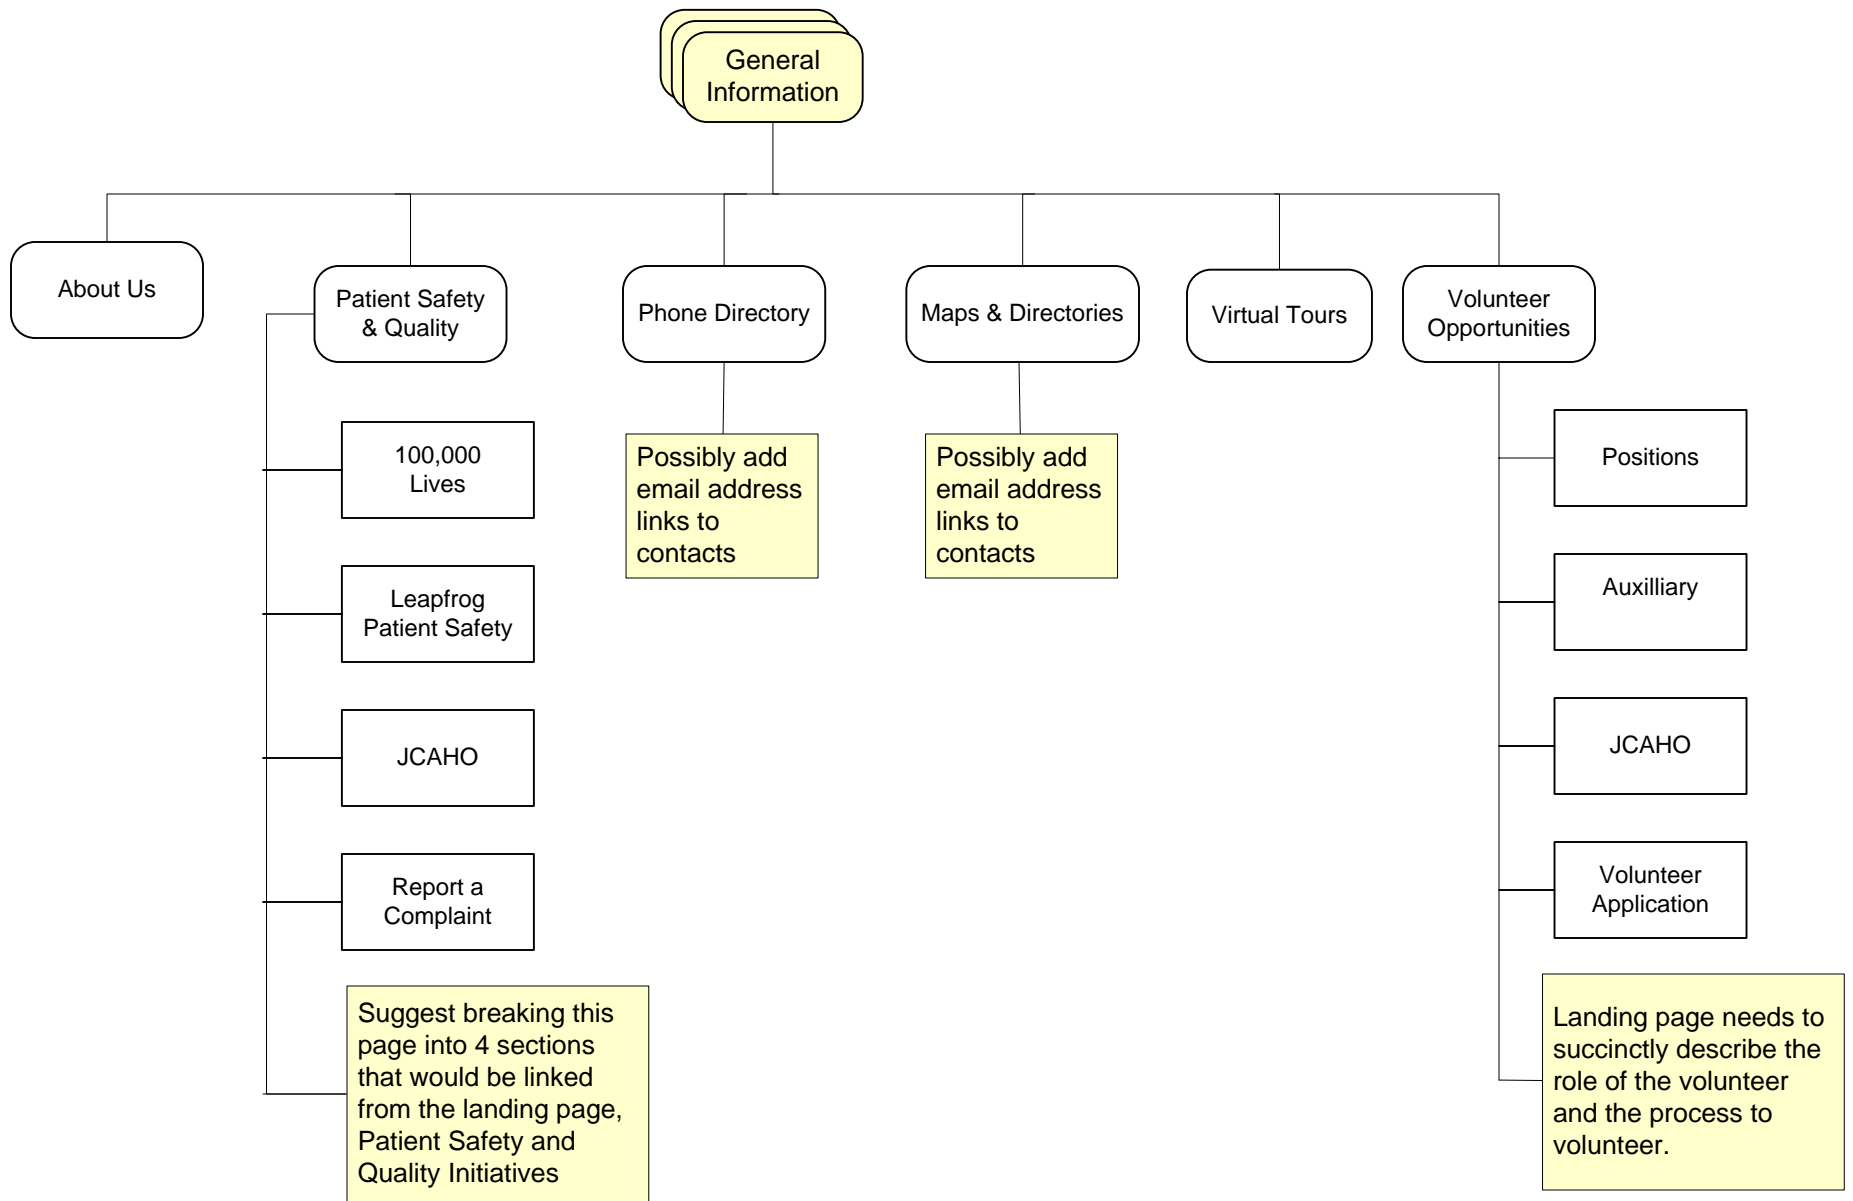 General
Information
About Us
Patient Safety
& Quality
Phone Directory
Maps & Directories
Virtual Tours
Volunteer
Opportunities
100,000
Lives
Leapfrog
Patient Safety
JCAHO
Report a
Complaint
Suggest breaking this
page into 4 sections
that would be linked
from the landing page,
Patient Safety and
Quality Initiatives
Possibly add
email address
links to
contacts
Possibly add
email address
links to
contacts
Positions
Auxilliary
JCAHO
Volunteer
Application
Landing page needs to
succinctly describe the
role of the volunteer
and the process to
volunteer.